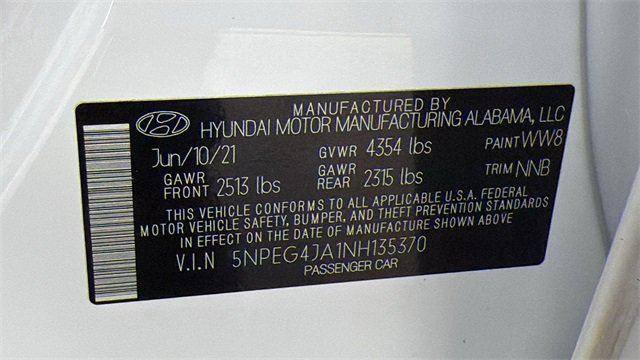 MANUFACTURED BY
HYUNDAI MOTOR MANUFACTURING ALABAMA, LLC
Jun/10/21 GVWR 4354 lbs PAINT WW8
GAWR FRONT 2513 lbs GAWR REAR 2315 lbs TRIM NNB
THIS VEHICLE CONFORMS TO ALL APPLICABLE U.S.A. FEDERAL
MOTOR VEHICLE SAFETY, BUMPER, AND THEFT PREVENTION STANDARDS
IN EFFECT ON THE DATE OF MANUFACTURE SHOWN ABOVE
V.I.N 5NPEG4JA1NH135370
PASSENGER CAR